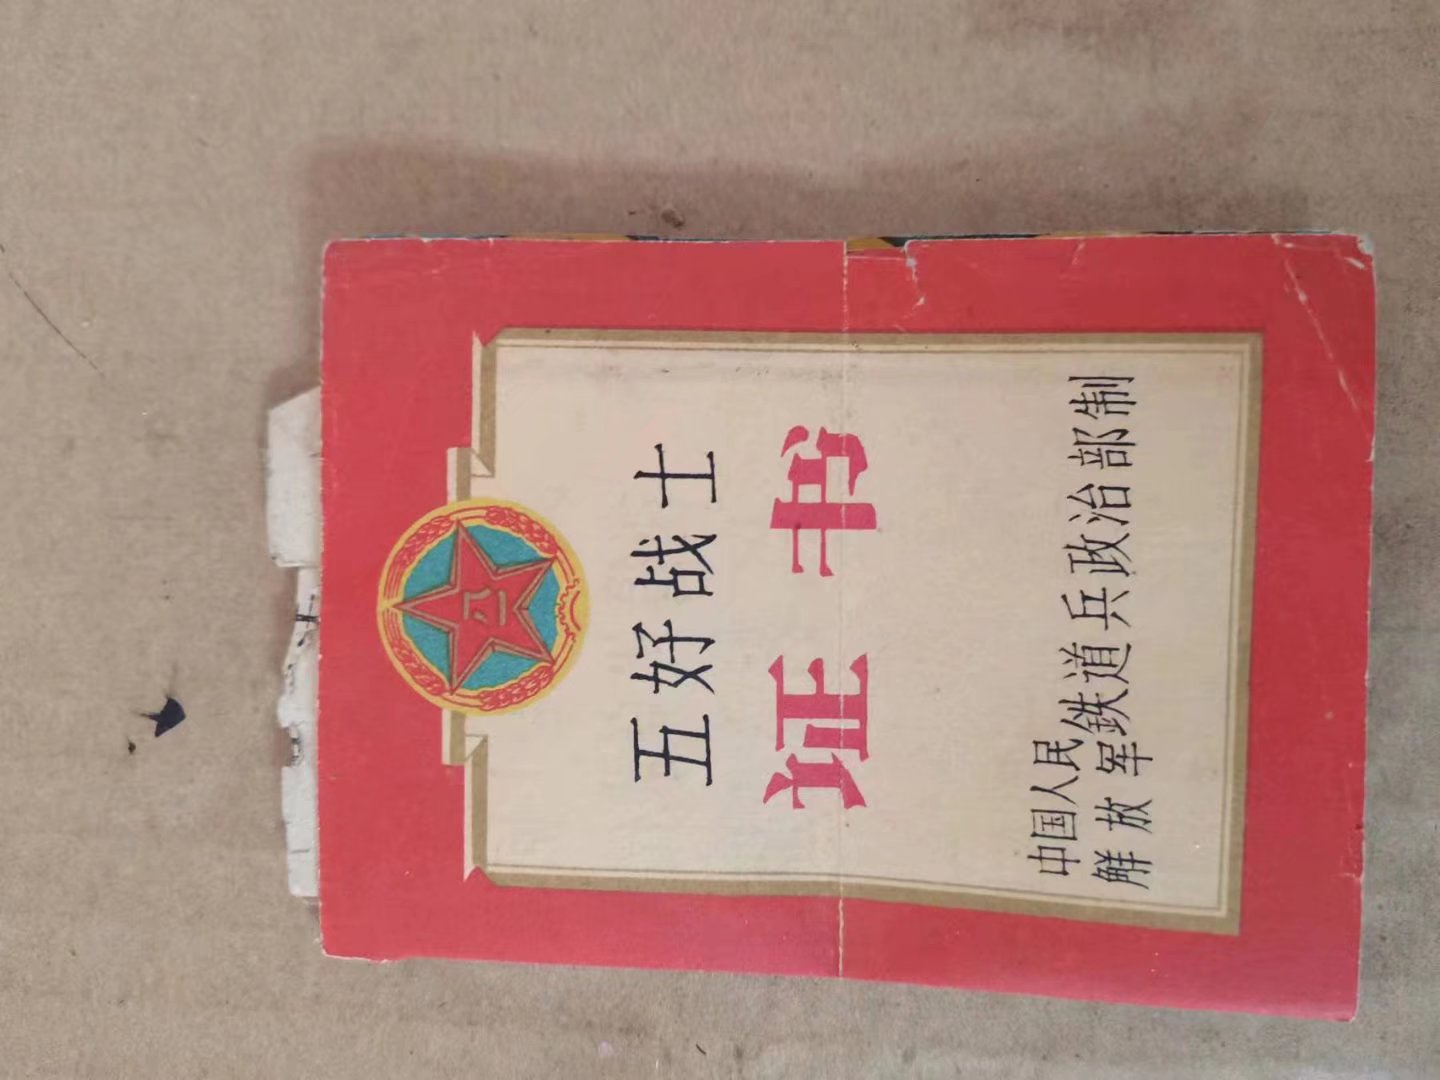 八一
五好战士
证书
中国人民
解放军
鉄道兵政治部制